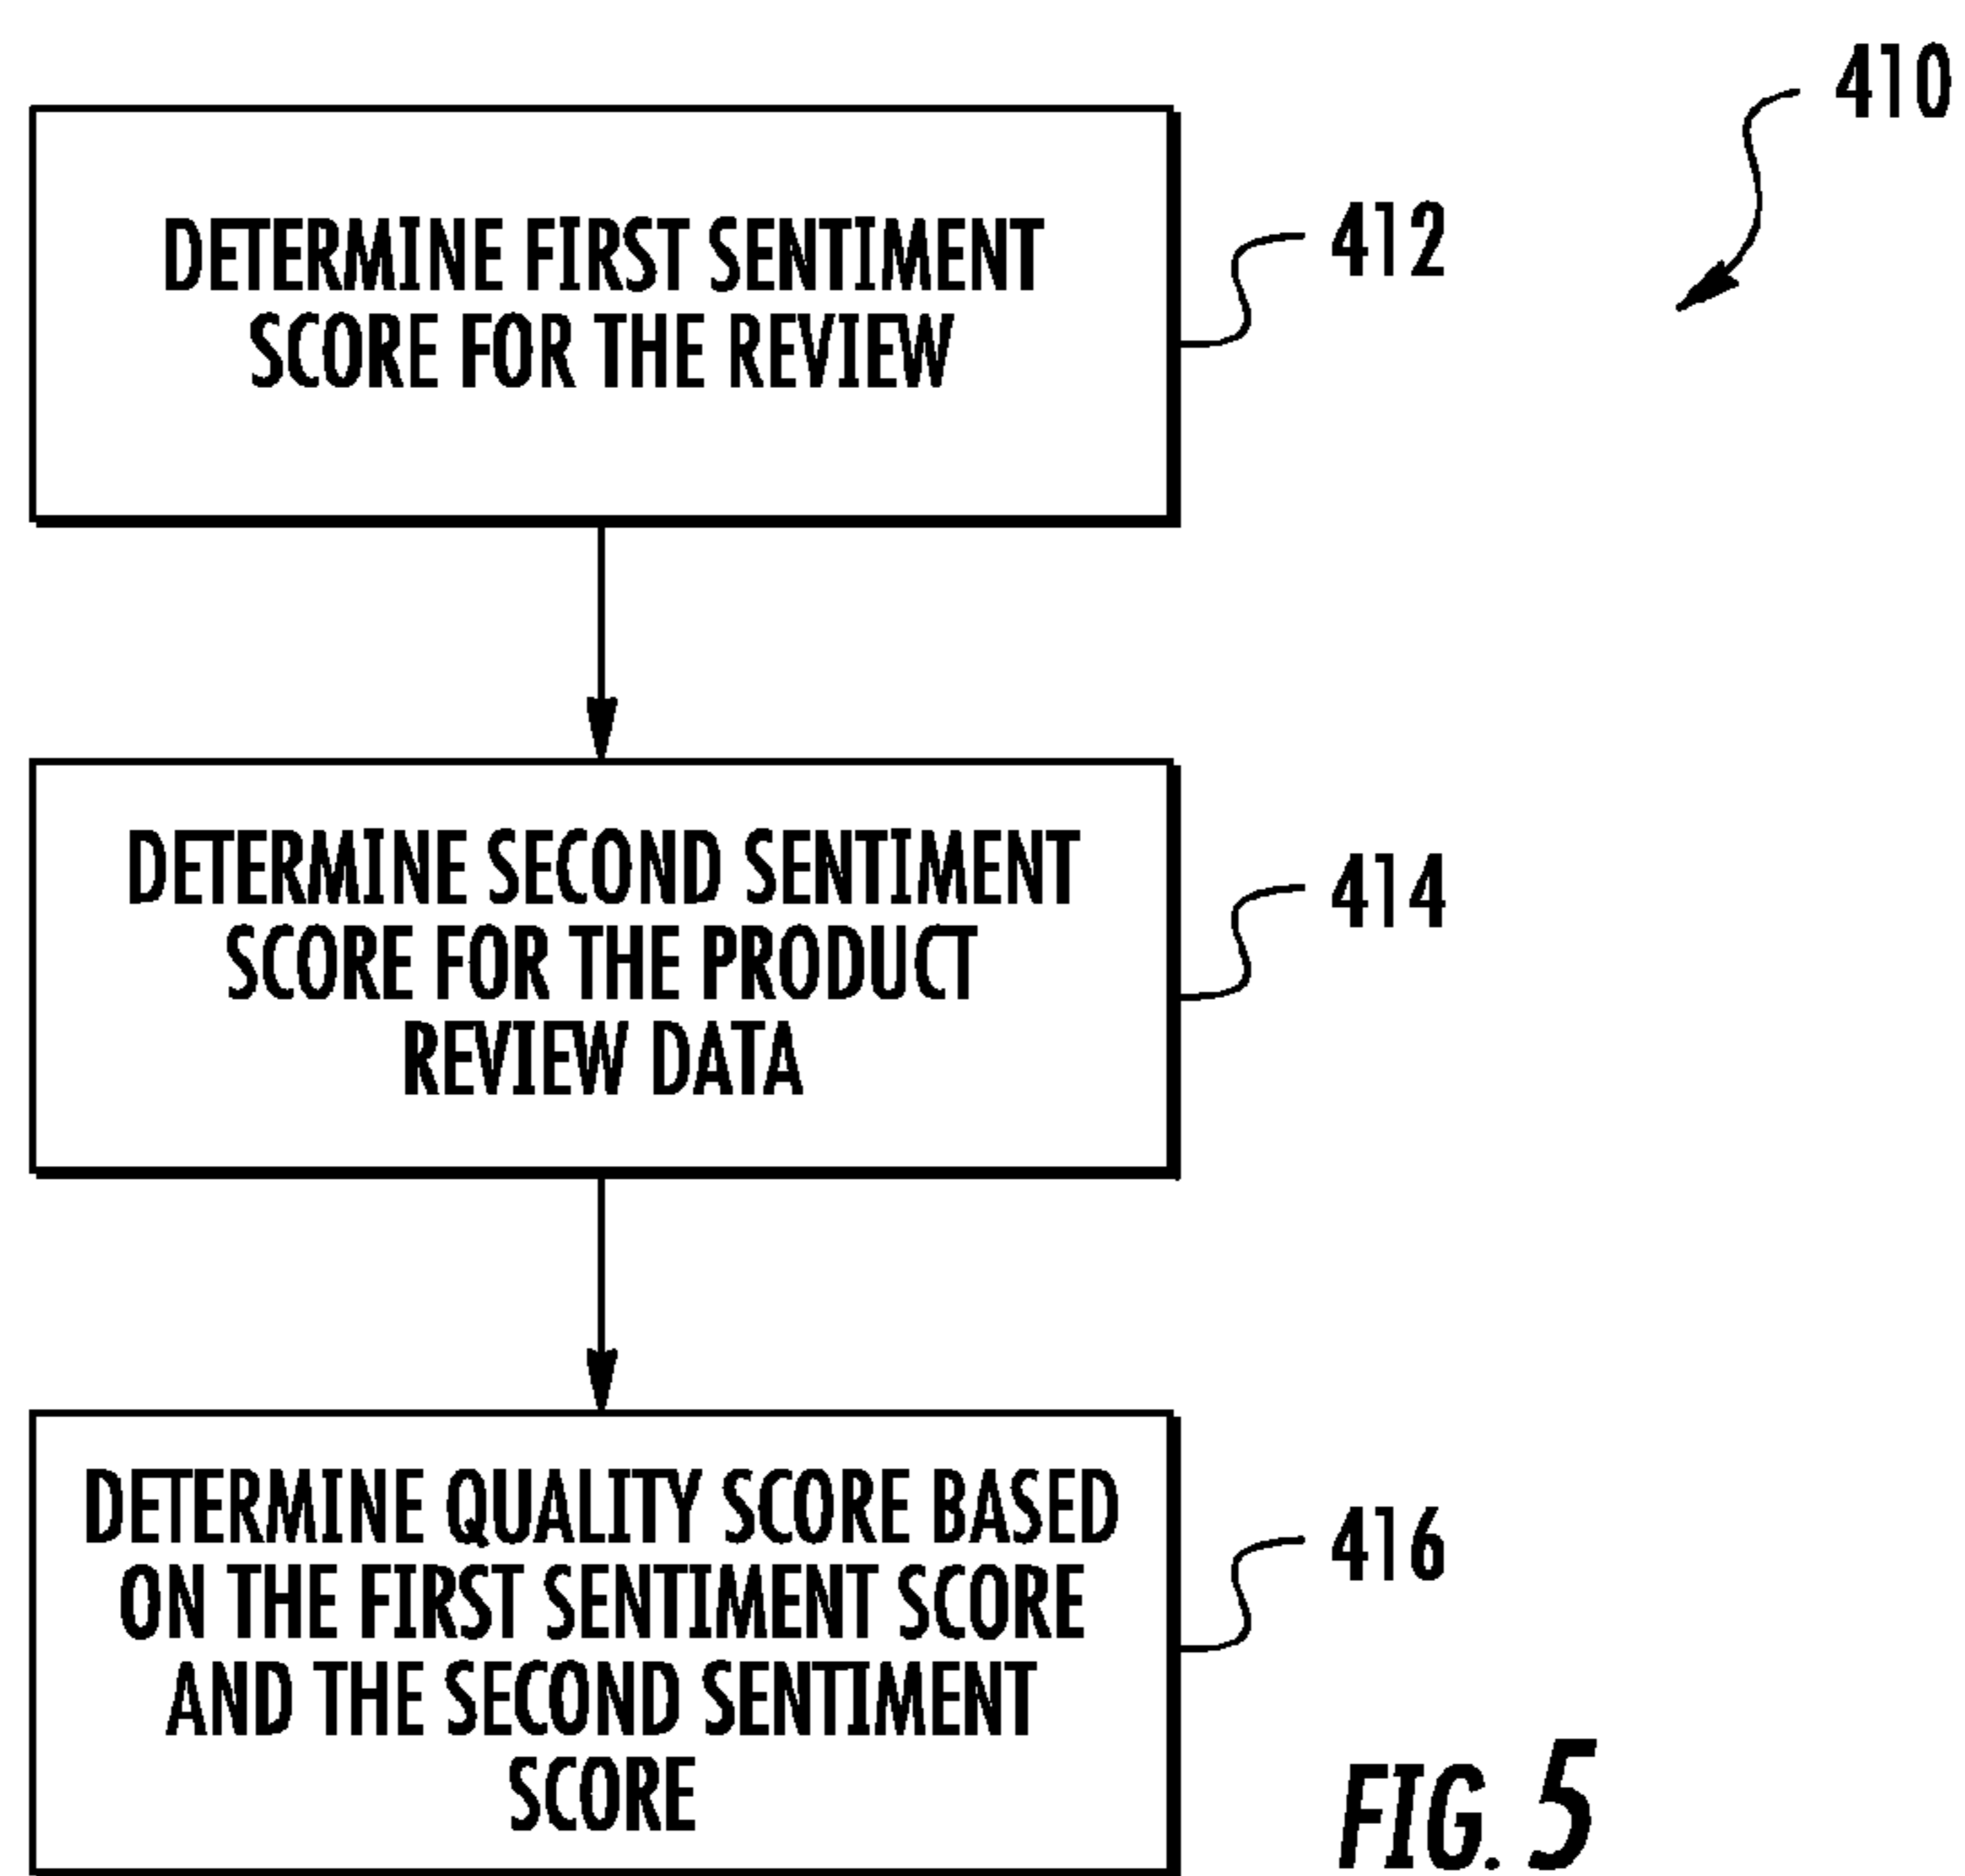 410
DETERMINE FIRST SENTIMENT
SCORE FOR THE REVIEW
412
DETERMINE SECOND SENTIMENT
SCORE FOR THE PRODUCT
REVIEW DATA
414
DETERMINE QUALITY SCORE BASED
ON THE FIRST SENTIMENT SCORE
AND THE SECOND SENTIMENT
SCORE
416
FIG. 5